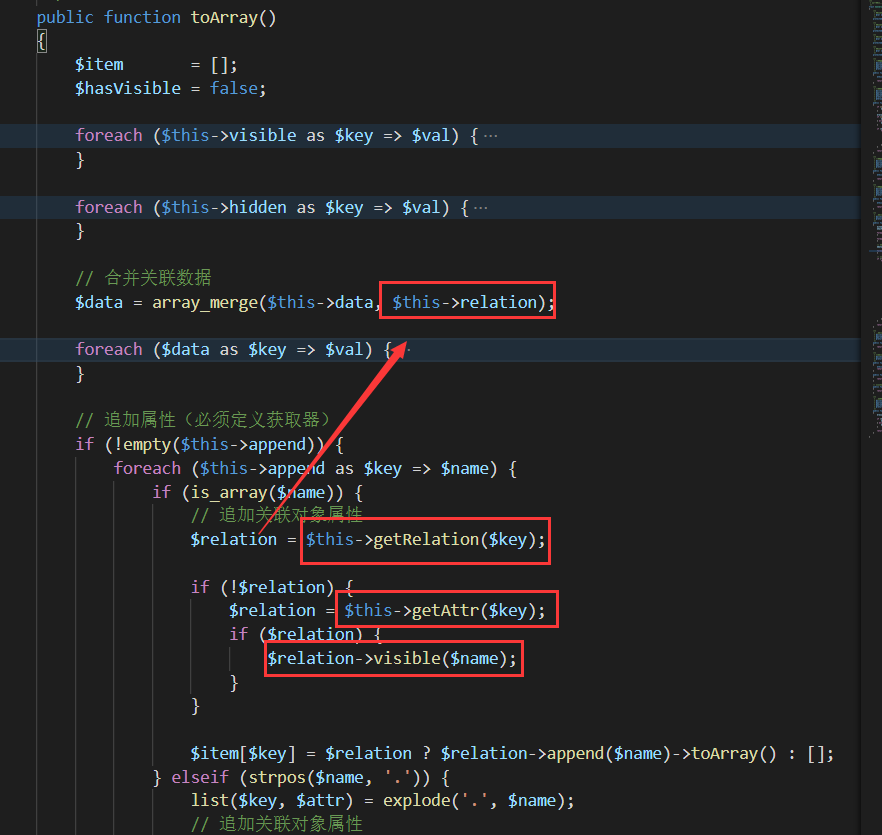 public function toArray()
{
$item       = [];
$hasVisible = false;
foreach ($this->visible as $key => $val) {···
}
foreach ($this->hidden as $key => $val) {···
}
// 合并关联数据
$data = array_merge($this->data, $this->relation);
foreach ($data as $key => $val) {···
}
// 追加属性（必须定义获取器）
if (!empty($this->append)) {
foreach ($this->append as $key => $name) {
if (is_array($name)) {
// 追加关联对象属性
$relation = $this->getRelation($key);
if (!$relation) {
$relation = $this->getAttr($key);
if ($relation) {
$relation->visible($name);
}
}
$item[$key] = $relation ? $relation->append($name)->toArray() : [];
} elseif (strpos($name, '.')) {
list($key, $attr) = explode('.', $name);
// 追加关联对象属性